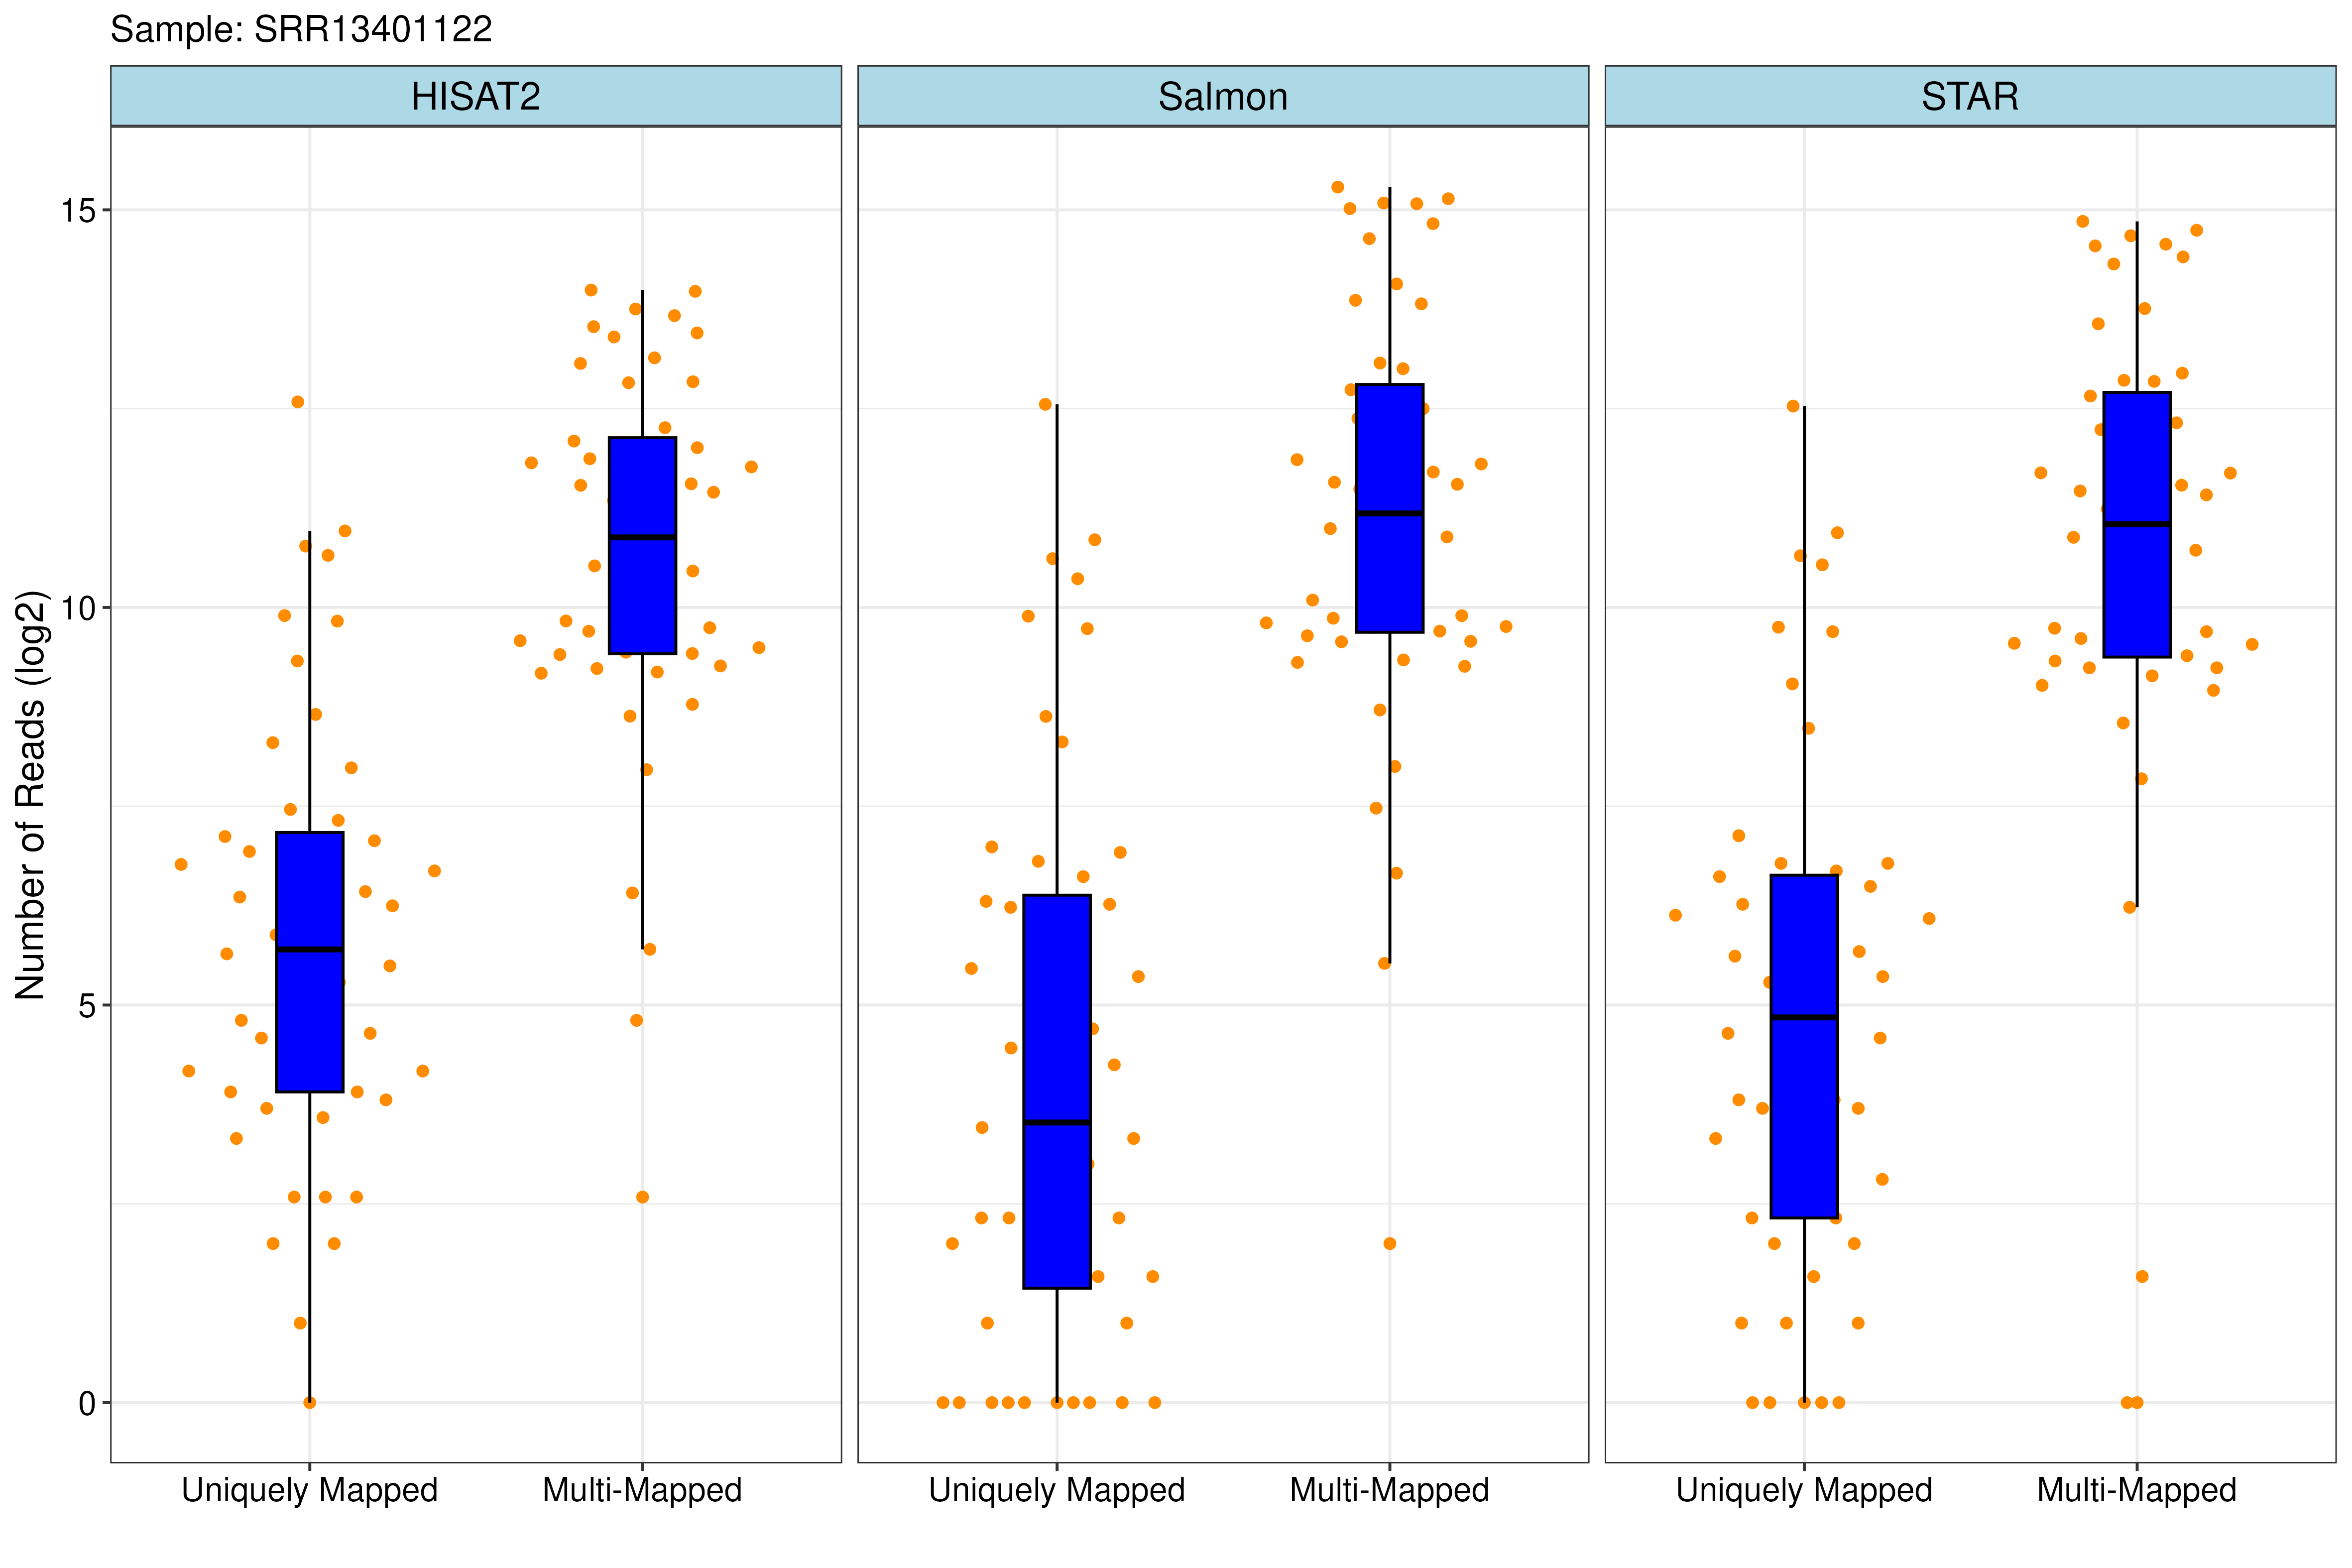 Sample: SRR13401122
HISAT2
Salmon
STAR
Number of Reads (log2)
15
10
5
0
Uniquely Mapped
Multi-Mapped
Uniquely Mapped
Multi-Mapped
Uniquely Mapped
Multi-Mapped